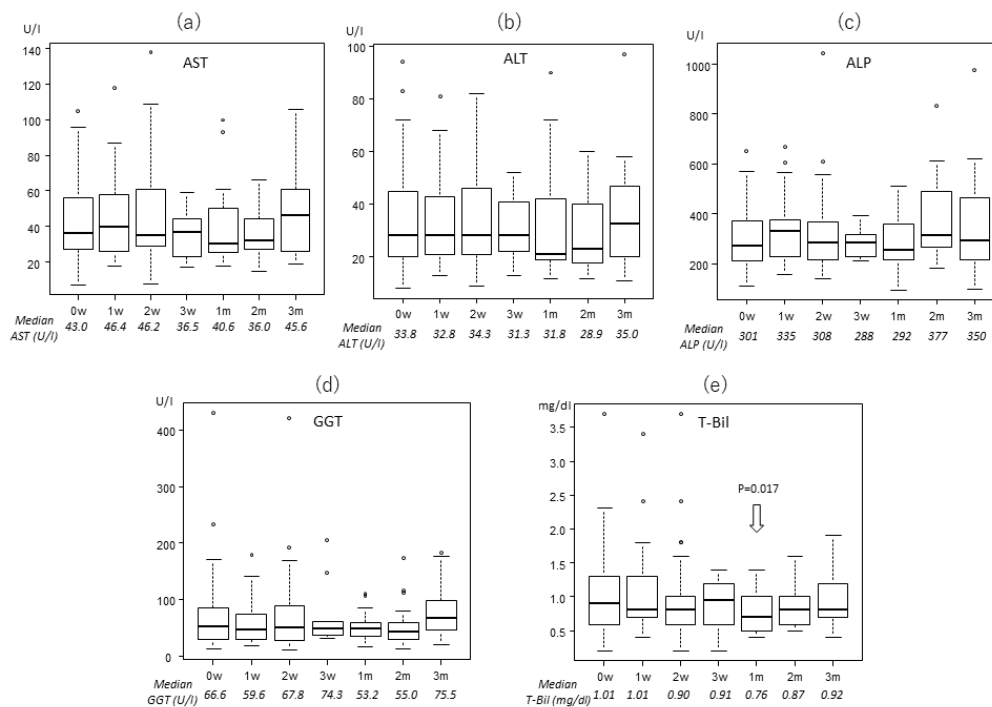 (a)
U/l
AST
140
120
100
80
60
40
20
0w 1w 2w 3w 1m 2m 3m
Median
AST (U/l) 43.0 46.4 46.2 36.5 40.6 36.0 45.6
(b)
U/l
ALT
100
80
60
40
20
0w 1w 2w 3w 1m 2m 3m
Median
ALT (U/l) 33.8 32.8 34.3 31.3 31.8 28.9 35.0
(c)
U/l
ALP
1000
800
600
400
200
0w 1w 2w 3w 1m 2m 3m
Median
ALP (U/l) 301 335 308 288 292 377 350
(d)
U/l
GGT
400
300
200
100
0
0w 1w 2w 3w 1m 2m 3m
Median
GGT (U/l) 66.6 59.6 67.8 74.3 53.2 55.0 75.5
(e)
mg/dl
T-Bil
3.5
3.0
2.5
2.0
1.5
1.0
0.5
P=0.017
0w 1w 2w 3w 1m 2m 3m
Median
T-Bil (mg/dl) 1.01 1.01 0.90 0.91 0.76 0.87 0.92